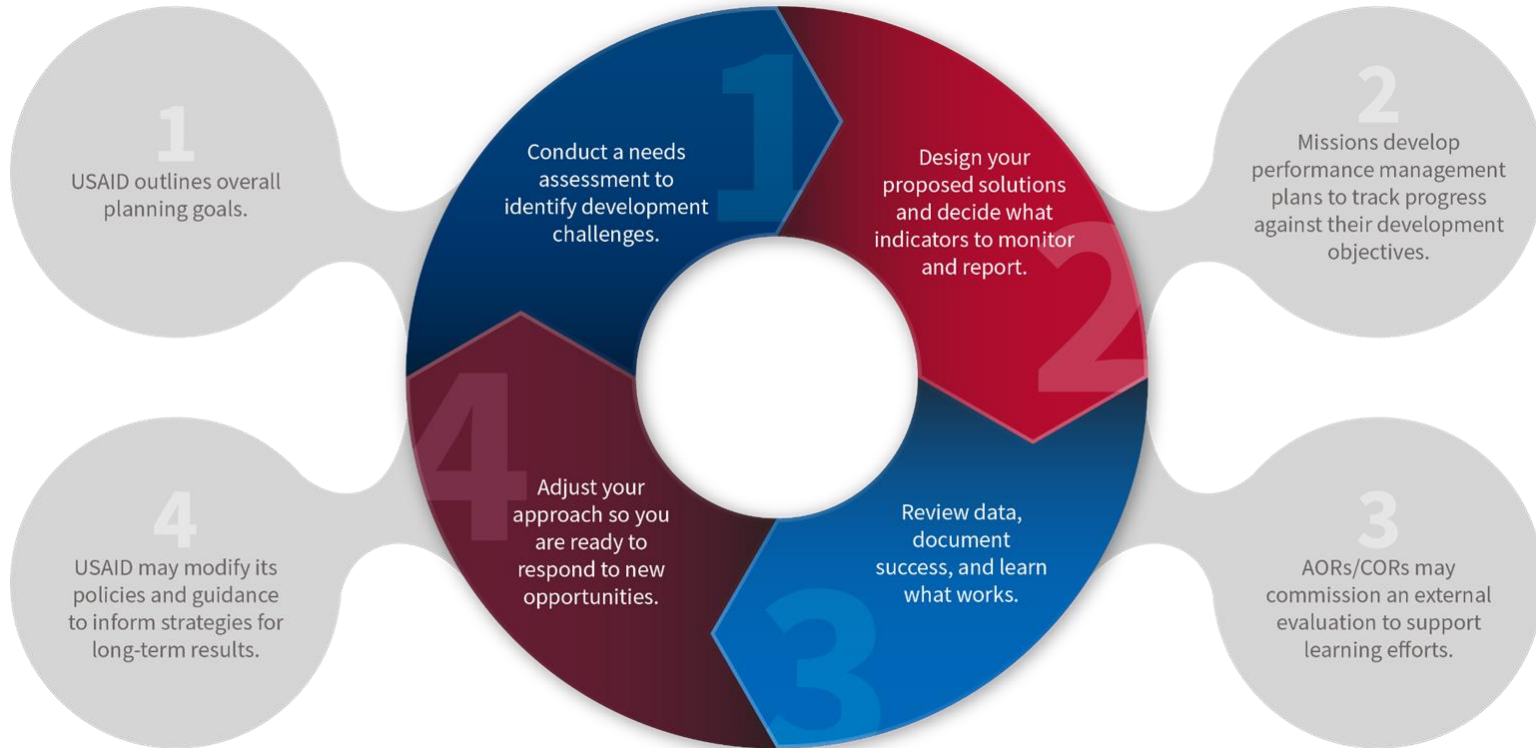 1
USAID outlines overall
planning goals.
1
Conduct a needs
assessment to
identify development
challenges.
Design your
proposed solutions
and decide what
indicators to monitor
and report.
2
2
Missions develop
performance management
plans to track progress
against their development
objectives.
4
USAID may modify its
policies and guidance
to inform strategies for
long-term results.
4
Adjust your
approach so you
are ready to
respond to new
opportunities.
Review data,
document
success, and learn
what works.
3
3
AORs/CORs may
commission an external
evaluation to support
learning efforts.